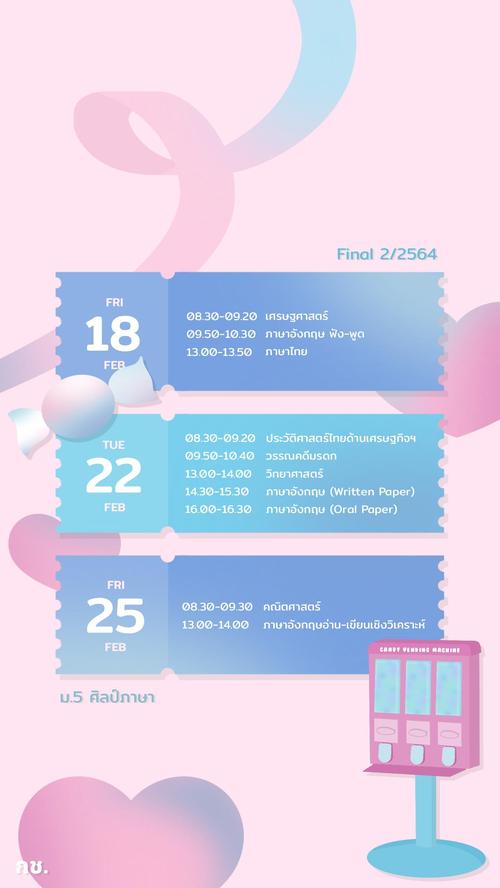 Final 2/2564
FRI
18
FEB
08.30-09.20 เศรษฐศาสตร์
09.50-10.30 ภาษาอังกฤษ ฟัง-พูด
13.00-13.50 ภาษาไทย
TUE
22
FEB
08.30-09.20 ประวัติศาสตร์ไทยด้านเศรษฐกิจฯ
09.50-10.40 วรรณคดีมรดก
13.00-14.00 วิทยาศาสตร์
14.30-15.30 ภาษาอังกฤษ (Written Paper)
16.00-16.30 ภาษาอังกฤษ (Oral Paper)
FRI
25
FEB
08.30-09.30 คณิตศาสตร์
13.00-14.00 ภาษาอังกฤษอ่าน-เขียนเชิงวิเคราะห์
CANDY VENDING MACHINE
ม.5 ศิลป์ภาษา
คช.